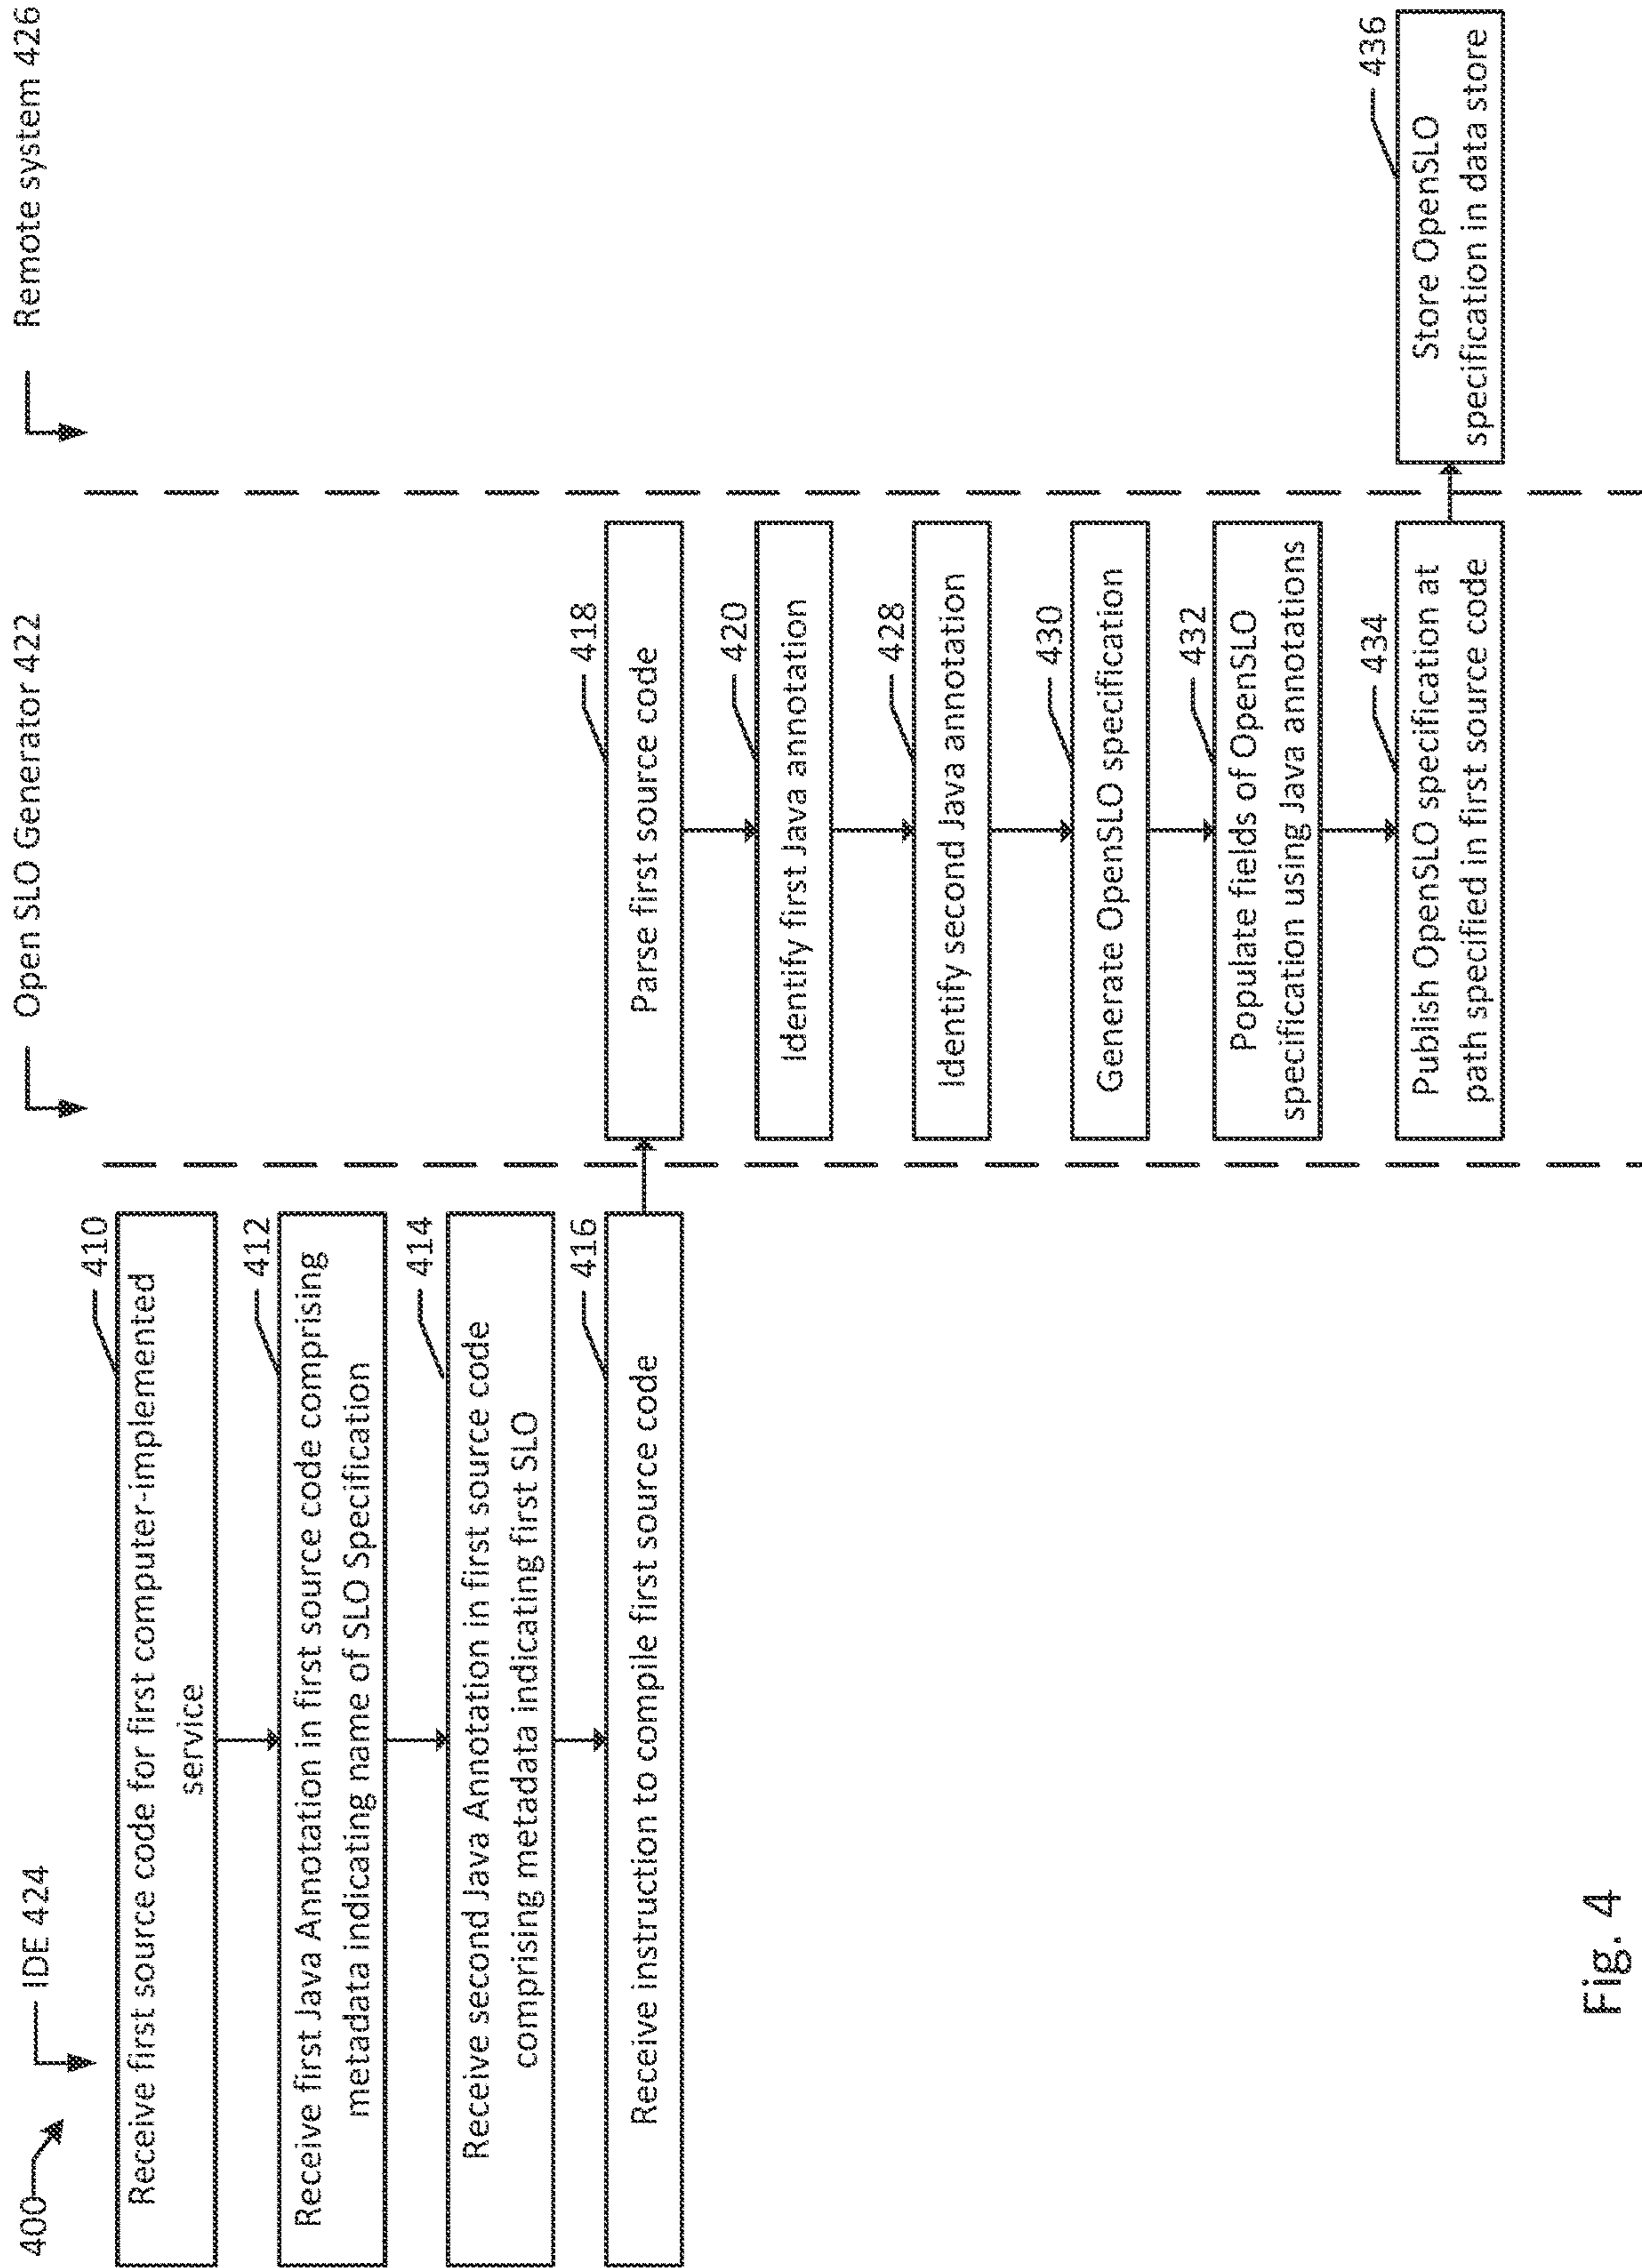 400
IDE 424
Open SLO Generator 422
Remote system 426
410
Receive first source code for first computer-implemented
service
412
Receive first Java Annotation in first source code comprising
metadata indicating name of SLO Specification
414
Receive second Java Annotation in first source code
comprising metadata indicating first SLO
416
Receive instruction to compile first source code
418
Parse first source code
420
Identify first Java annotation
428
Identify second Java annotation
430
Generate OpenSLO specification
432
Populate fields of OpenSLO
specification using Java annotations
434
Publish OpenSLO specification at
path specified in first source code
436
Store OpenSLO
specification in data store
Fig. 4